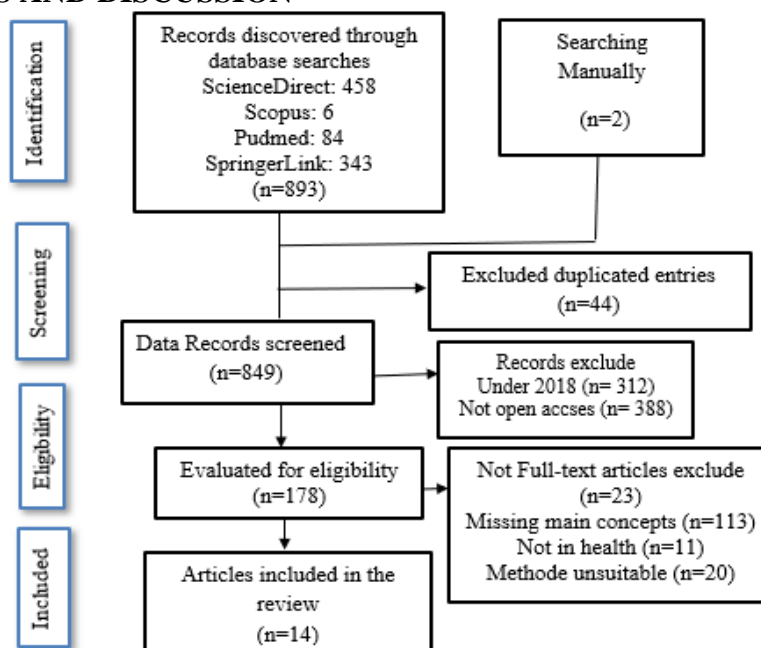 AND DISCUSSION
Identification
Records discovered through
database searches
ScienceDirect: 458
Scopus: 6
Pudmed: 84
SpringerLink: 343
(n=893)
Searching
Manually
(n=2)
Screening
Excluded duplicated entries
(n=44)
Data Records screened
(n=849)
Records exclude
Under 2018 (n= 312)
Not open accses (n= 388)
Eligibility
Evaluated for eligibility
(n=178)
Not Full-text articles exclude
(n=23)
Missing main concepts (n=113)
Not in health (n=11)
Methode unsuitable (n=20)
Included
Articles included in the
review
(n=14)